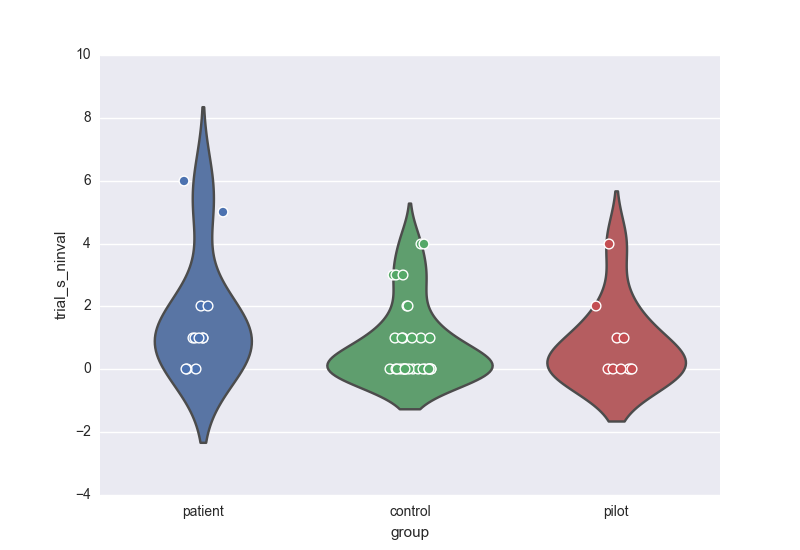 10
8
6
4
2
0
−2
−4
trial_s_ninval
patient control pilot
group